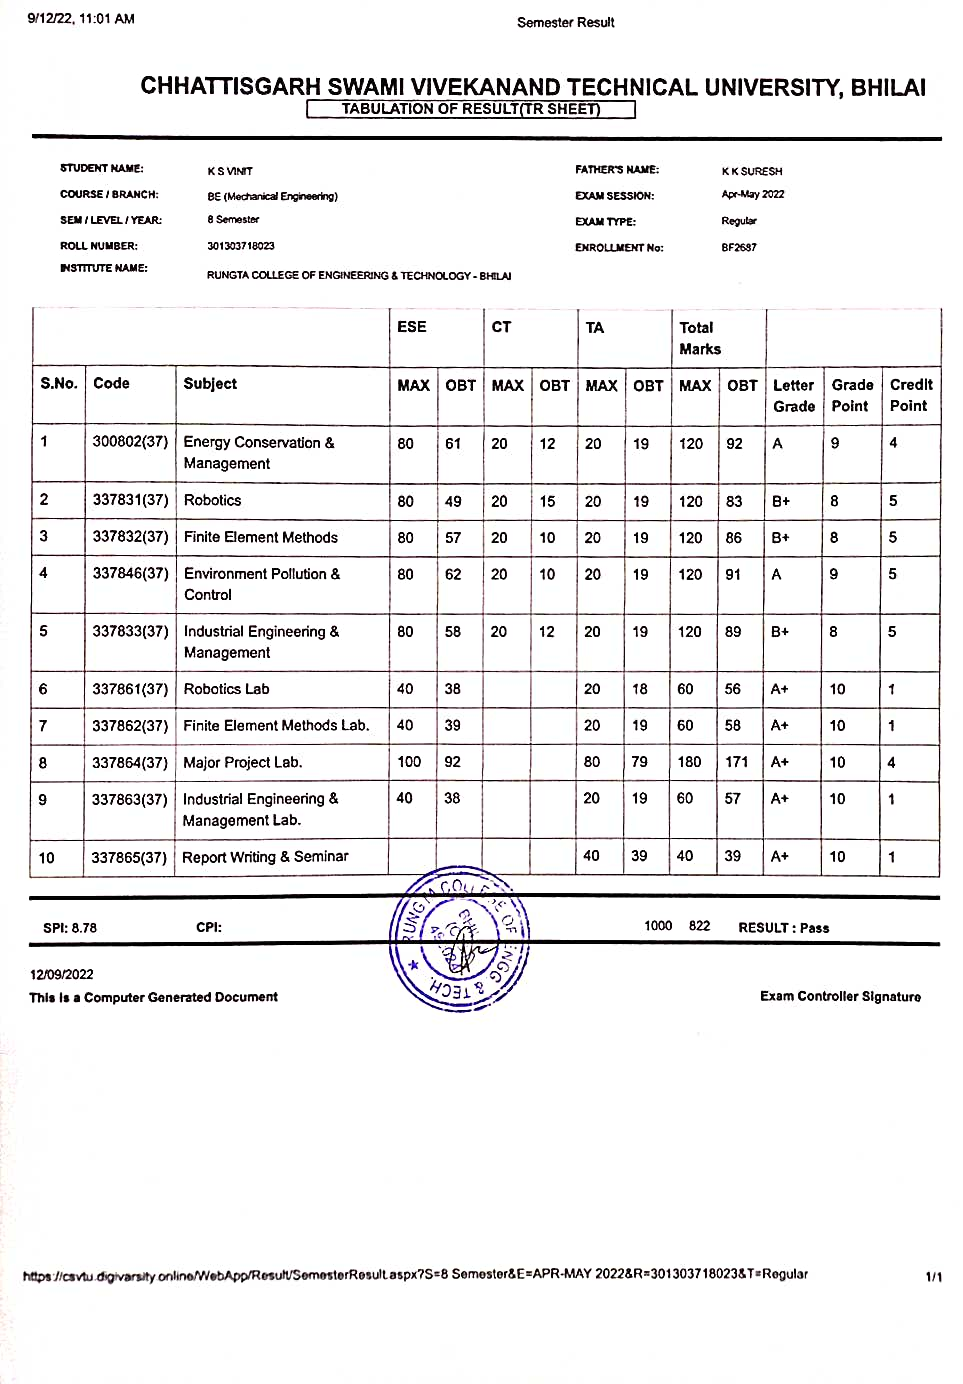 9/12/22, 11:01 AM
Semester Result
CHHATTISGARH SWAMI VIVEKANAND TECHNICAL UNIVERSITY, BHILAI
TABULATION OF RESULT(TR SHEET)
STUDENT NAME: K S VINIT FATHER'S NAME: K K SURESH
COURSE / BRANCH: BE (Mechanical Engineering) EXAM SESSION: Apr-May 2022
SEM / LEVEL / YEAR: 8 Semester EXAM TYPE: Regular
ROLL NUMBER: 301303718023 ENROLLMENT No: BF2687
INSTITUTE NAME: RUNGTA COLLEGE OF ENGINEERING & TECHNOLOGY - BHILAI
ESE CT TA Total
Marks
S.No. Code Subject MAX OBT MAX OBT MAX OBT MAX OBT Letter Grade Credit
Grade Point Point
1 300802(37) Energy Conservation & 80 61 20 12 20 19 120 92 A 9 4
Management
2 337831(37) Robotics 80 49 20 15 20 19 120 83 B+ 8 5
3 337832(37) Finite Element Methods 80 57 20 10 20 19 120 86 B+ 8 5
4 337846(37) Environment Pollution & 80 62 20 10 20 19 120 91 A 9 5
Control
5 337833(37) Industrial Engineering & 80 58 20 12 20 19 120 89 B+ 8 5
Management
6 337861(37) Robotics Lab 40 38 20 18 60 56 A+ 10 1
7 337862(37) Finite Element Methods Lab. 40 39 20 19 60 58 A+ 10 1
8 337864(37) Major Project Lab. 100 92 80 79 180 171 A+ 10 4
9 337863(37) Industrial Engineering & 40 38 20 19 60 57 A+ 10 1
Management Lab.
10 337865(37) Report Writing & Seminar 40 39 40 39 A+ 10 1
RUNGTA COLLEGE OF ENGG. & TECH.
SPI: 8.78 CPI: 1000 822 RESULT : Pass
12/09/2022
This is a Computer Generated Document Exam Controller Signature
https://csvtu.digivarsity.online/WebApp/Result/SemesterResult.aspx?S=8 Semester&E=APR-MAY 2022&R=301303718023&T=Regular 1/1